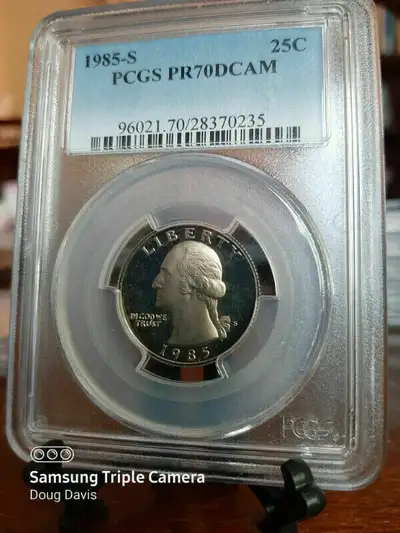 1985-S 25C
PCGS PR70DCAM
96021.70/28370235
LIBERTY
IN GOD WE
TRUST
S
1985
PCGS
Samsung Triple Camera
Doug Davis